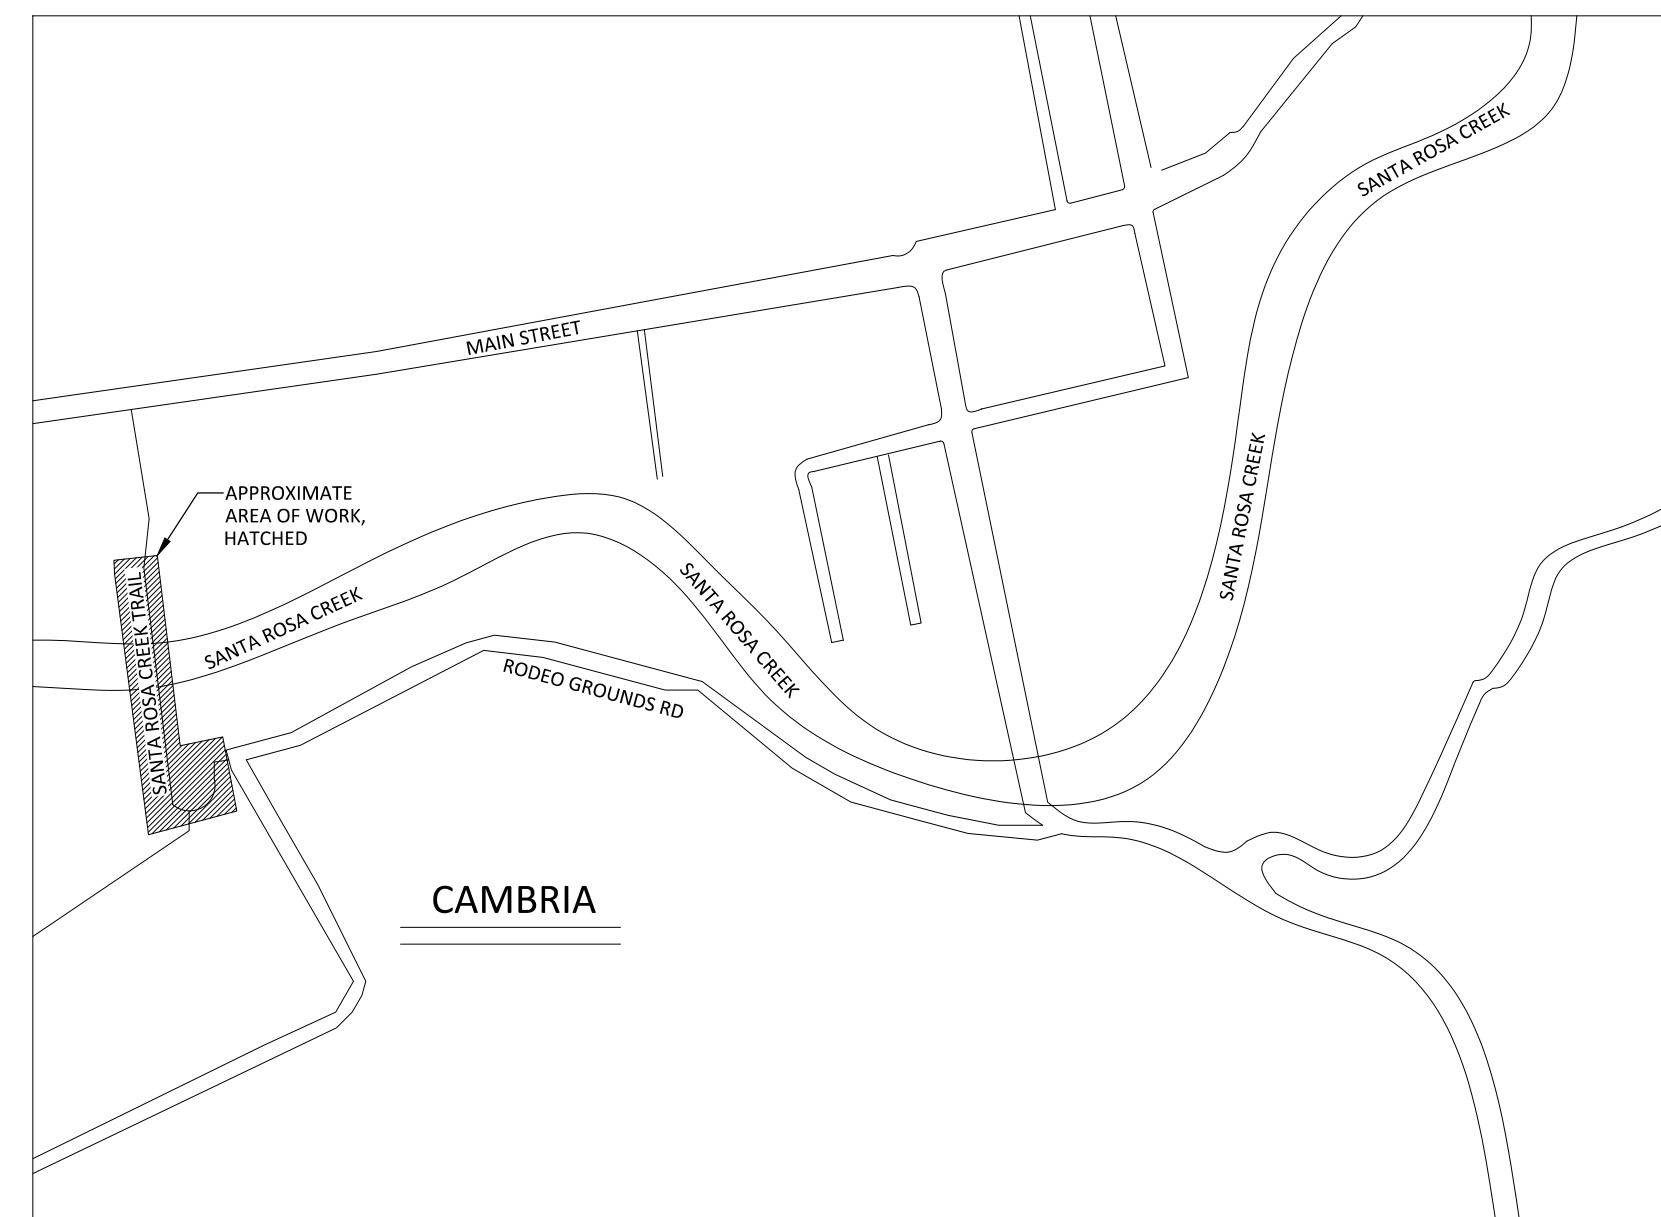 SANTA ROSA CREEK
MAIN STREET
SANTA ROSA CREEK
APPROXIMATE
AREA OF WORK,
HATCHED
SANTA ROSA CREEK TRAIL
SANTA ROSA CREEK
SANTA ROSA CREEK
RODEO GROUNDS RD
CAMBRIA